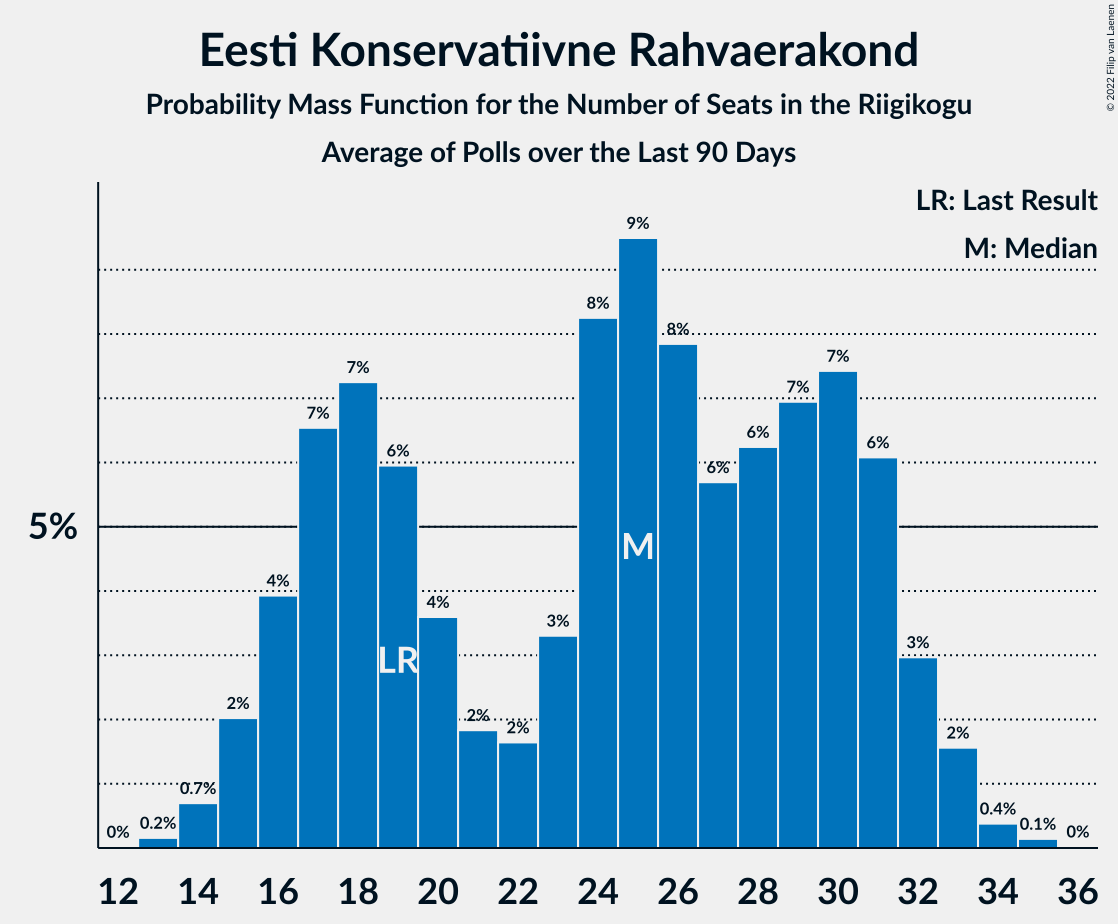 © 2022 Filip van Laenen
Eesti Konservatiivne Rahvaerakond
Probability Mass Function for the Number of Seats in the Riigikogu
Average of Polls over the Last 90 Days
LR: Last Result
M: Median
5%
0%
0.2%
0.7%
2%
4%
7%
7%
6%
4%
2%
2%
3%
8%
9%
8%
6%
6%
7%
7%
6%
3%
2%
0.4%
0.1%
0%
LR
M
12 14 16 18 20 22 24 26 28 30 32 34 36